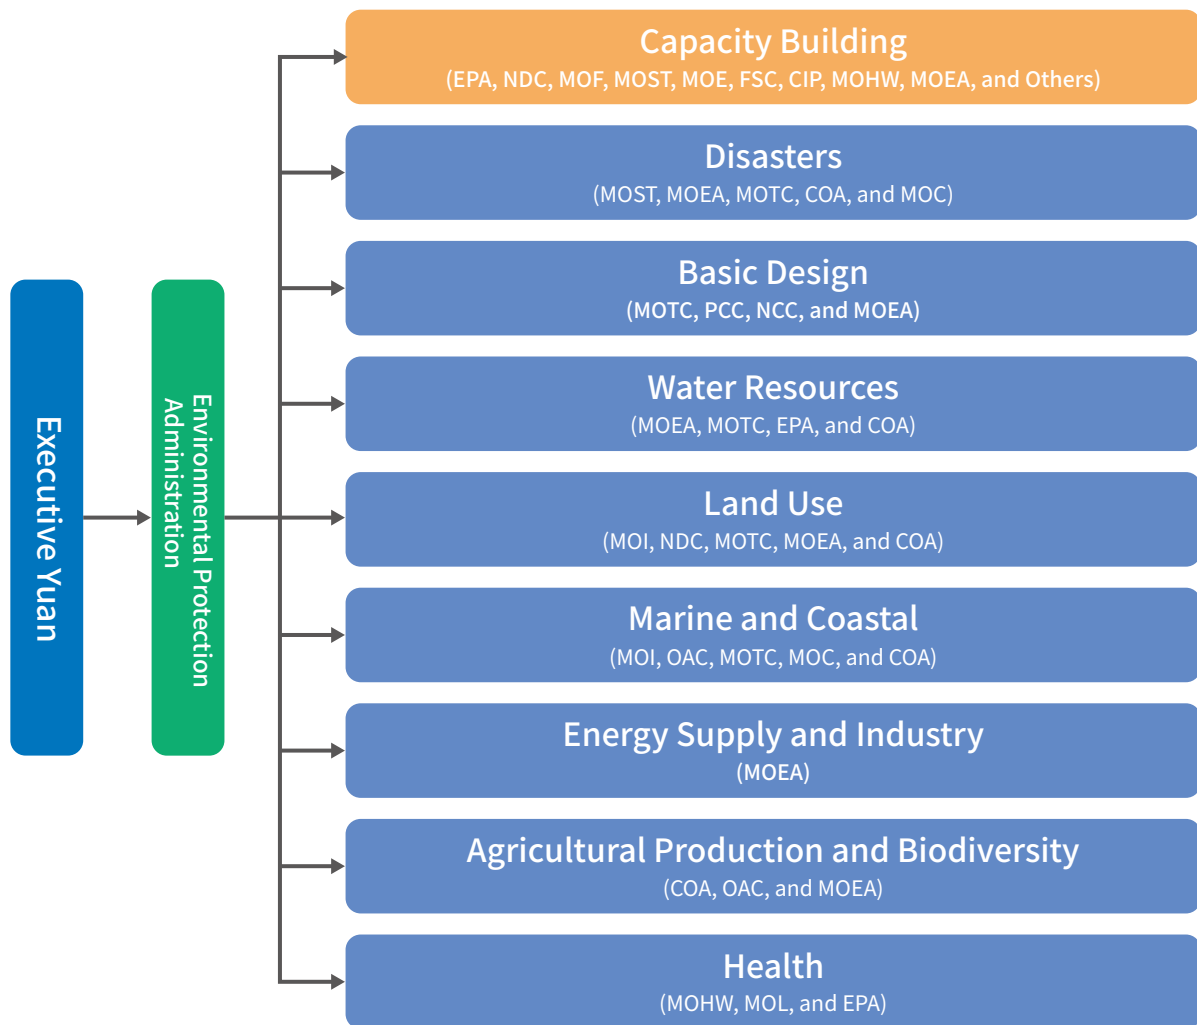 Executive Yuan
Environmental Protection
Administration
Capacity Building
(EPA, NDC, MOF, MOST, MOE, FSC, CIP, MOHW, MOEA, and Others)
Disasters
(MOST, MOEA, MOTC, COA, and MOC)
Basic Design
(MOTC, PCC, NCC, and MOEA)
Water Resources
(MOEA, MOTC, EPA, and COA)
Land Use
(MOI, NDC, MOTC, MOEA, and COA)
Marine and Coastal
(MOI, OAC, MOTC, MOC, and COA)
Energy Supply and Industry
(MOEA)
Agricultural Production and Biodiversity
(COA, OAC, and MOEA)
Health
(MOHW, MOL, and EPA)